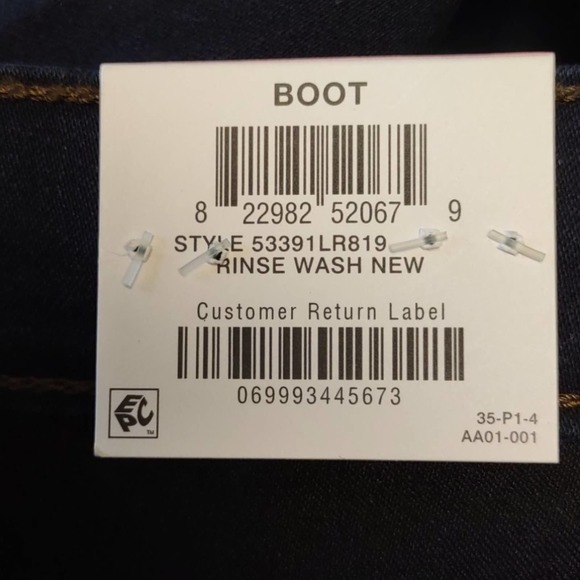 BOOT
8 22982 52067 9
STYLE 53391LR819
RINSE WASH NEW
Customer Return Label
069993445673
EPC™
35-P1-4
AA01-001